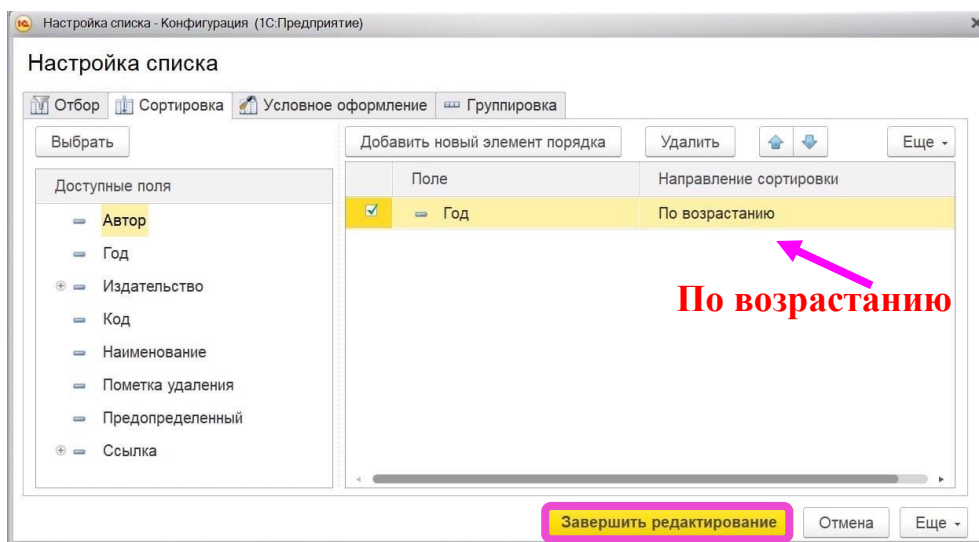 Настройка списка - Конфигурация (1С:Предприятие)
Настройка списка
Отбор Сортировка Условное оформление Группировка
Выбрать Добавить новый элемент порядка Удалить Еще
Доступные поля Поле Направление сортировки
Автор Год По возрастанию
Год
Издательство По возрастанию
Код
Наименование
Пометка удаления
Предопределенный
Ссылка
Завершить редактирование Отмена Еще